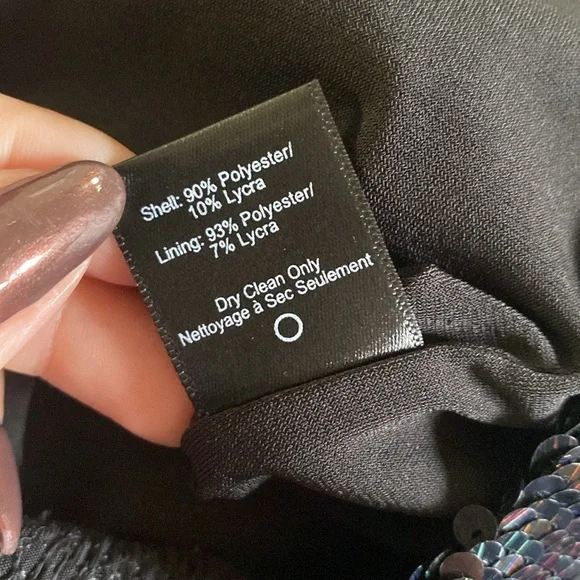 Shell: 90% Polyester/
10% Lycra
Lining: 93% Polyester/
7% Lycra
Dry Clean Only
Nettoyage à Sec Seulement